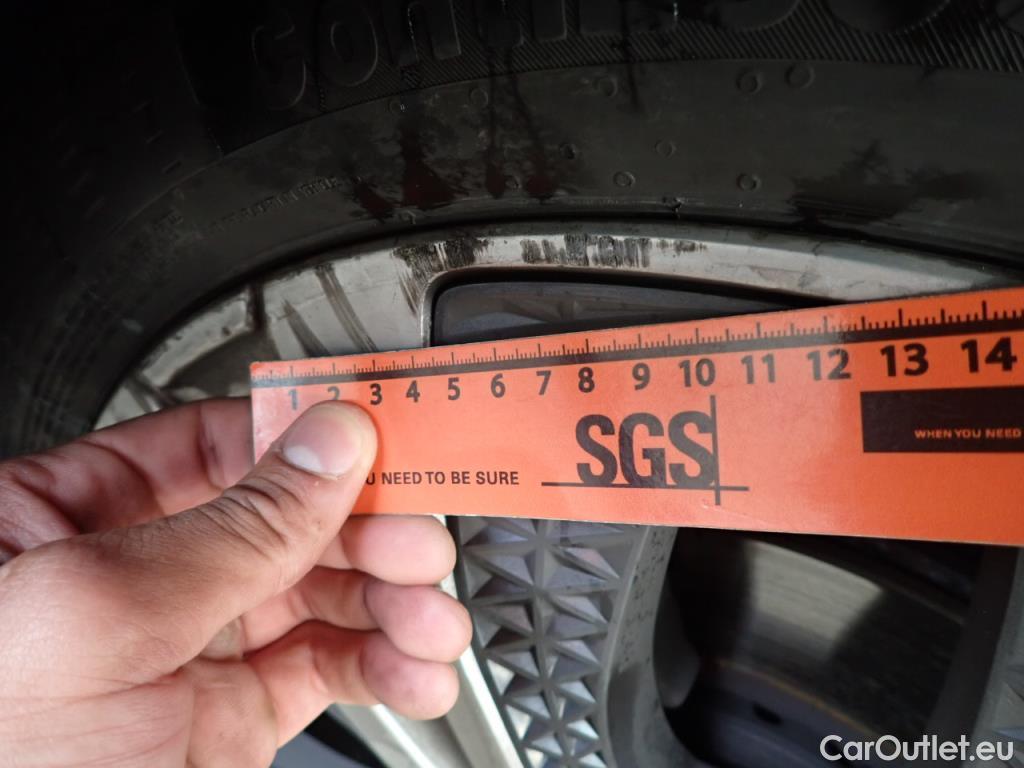 conti
1 2 3 4 5 6 7 8 9 10 11 12 13 14
U NEED TO BE SURE
SGS
WHEN YOU NEED
CarOutlet.eu